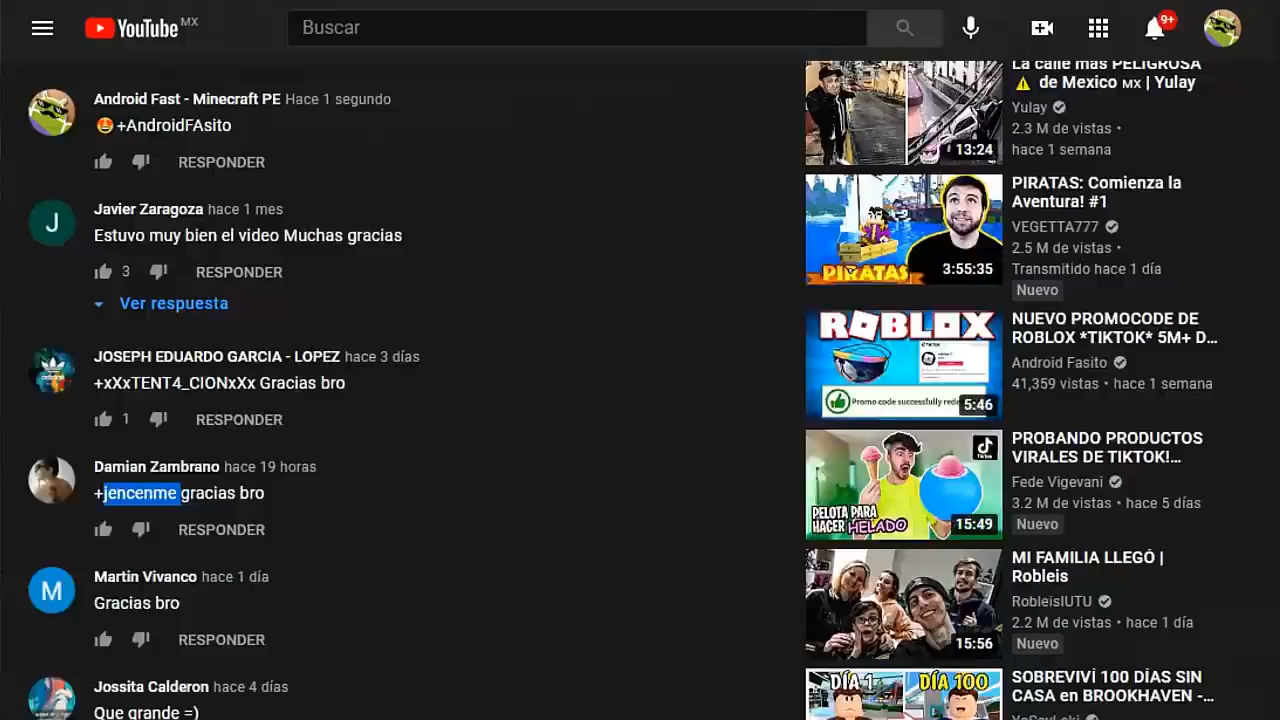 YouTube MX
Buscar
9+
Android Fast - Minecraft PE Hace 1 segundo
🤩+AndroidFAsito
RESPONDER
J
Javier Zaragoza hace 1 mes
Estuvo muy bien el video Muchas gracias
3 RESPONDER
Ver respuesta
JOSEPH EDUARDO GARCIA - LOPEZ hace 3 días
+xXxTENT4_CIONxXx Gracias bro
1 RESPONDER
Damian Zambrano hace 19 horas
+jencenme gracias bro
RESPONDER
M
Martin Vivanco hace 1 día
Gracias bro
RESPONDER
Jossita Calderon hace 4 días
Que grande =)
La calle más PELIGROSA
⚠️ de Mexico MX | Yulay
Yulay
2.3 M de vistas •
hace 1 semana
13:24
PIRATAS: Comienza la
Aventura! #1
VEGETTA777
2.5 M de vistas •
Transmitido hace 1 día
Nuevo
PIRATAS
3:55:35
NUEVO PROMOCODE DE
ROBLOX *TIKTOK* 5M+ D...
Android Fasito
41,359 vistas • hace 1 semana
ROBLOX
Promo code successfully rede
5:46
PROBANDO PRODUCTOS
VIRALES DE TIKTOK!...
Fede Vigevani
3.2 M de vistas • hace 5 días
Nuevo
PELOTA PARA
HACER HELADO
15:49
MI FAMILIA LLEGÓ |
Robleis
RobleisIUTU
2.2 M de vistas • hace 1 día
Nuevo
15:56
SOBREVIVÍ 100 DÍAS SIN
CASA en BROOKHAVEN -...
DÍA 1
DÍA 100